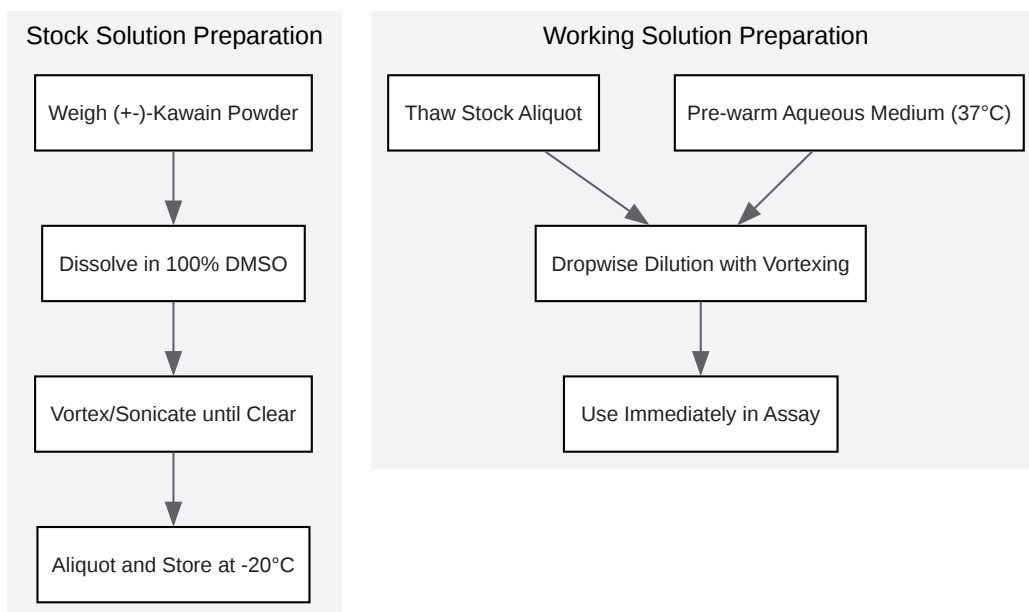 Stock Solution Preparation
Weigh (+-)-Kawain Powder
Dissolve in 100% DMSO
Vortex/Sonicate until Clear
Aliquot and Store at -20°C
Working Solution Preparation
Thaw Stock Aliquot
Pre-warm Aqueous Medium (37°C)
Dropwise Dilution with Vortexing
Use Immediately in Assay